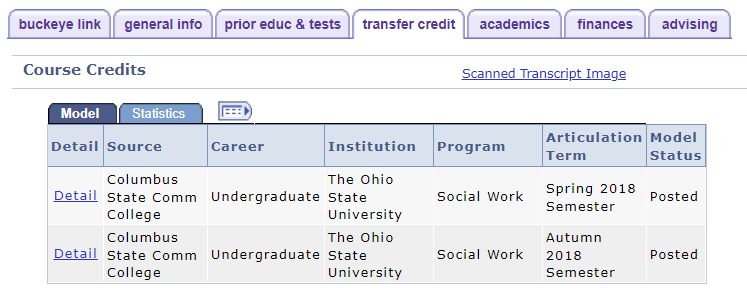 buckeye link general info prior educ & tests transfer credit academics finances advising
Course Credits
Scanned Transcript Image
Model Statistics
Detail Source Career Institution Program Articulation Term Model Status
Detail Columbus State Comm College Undergraduate The Ohio State University Social Work Spring 2018 Semester Posted
Detail Columbus State Comm College Undergraduate The Ohio State University Social Work Autumn 2018 Semester Posted